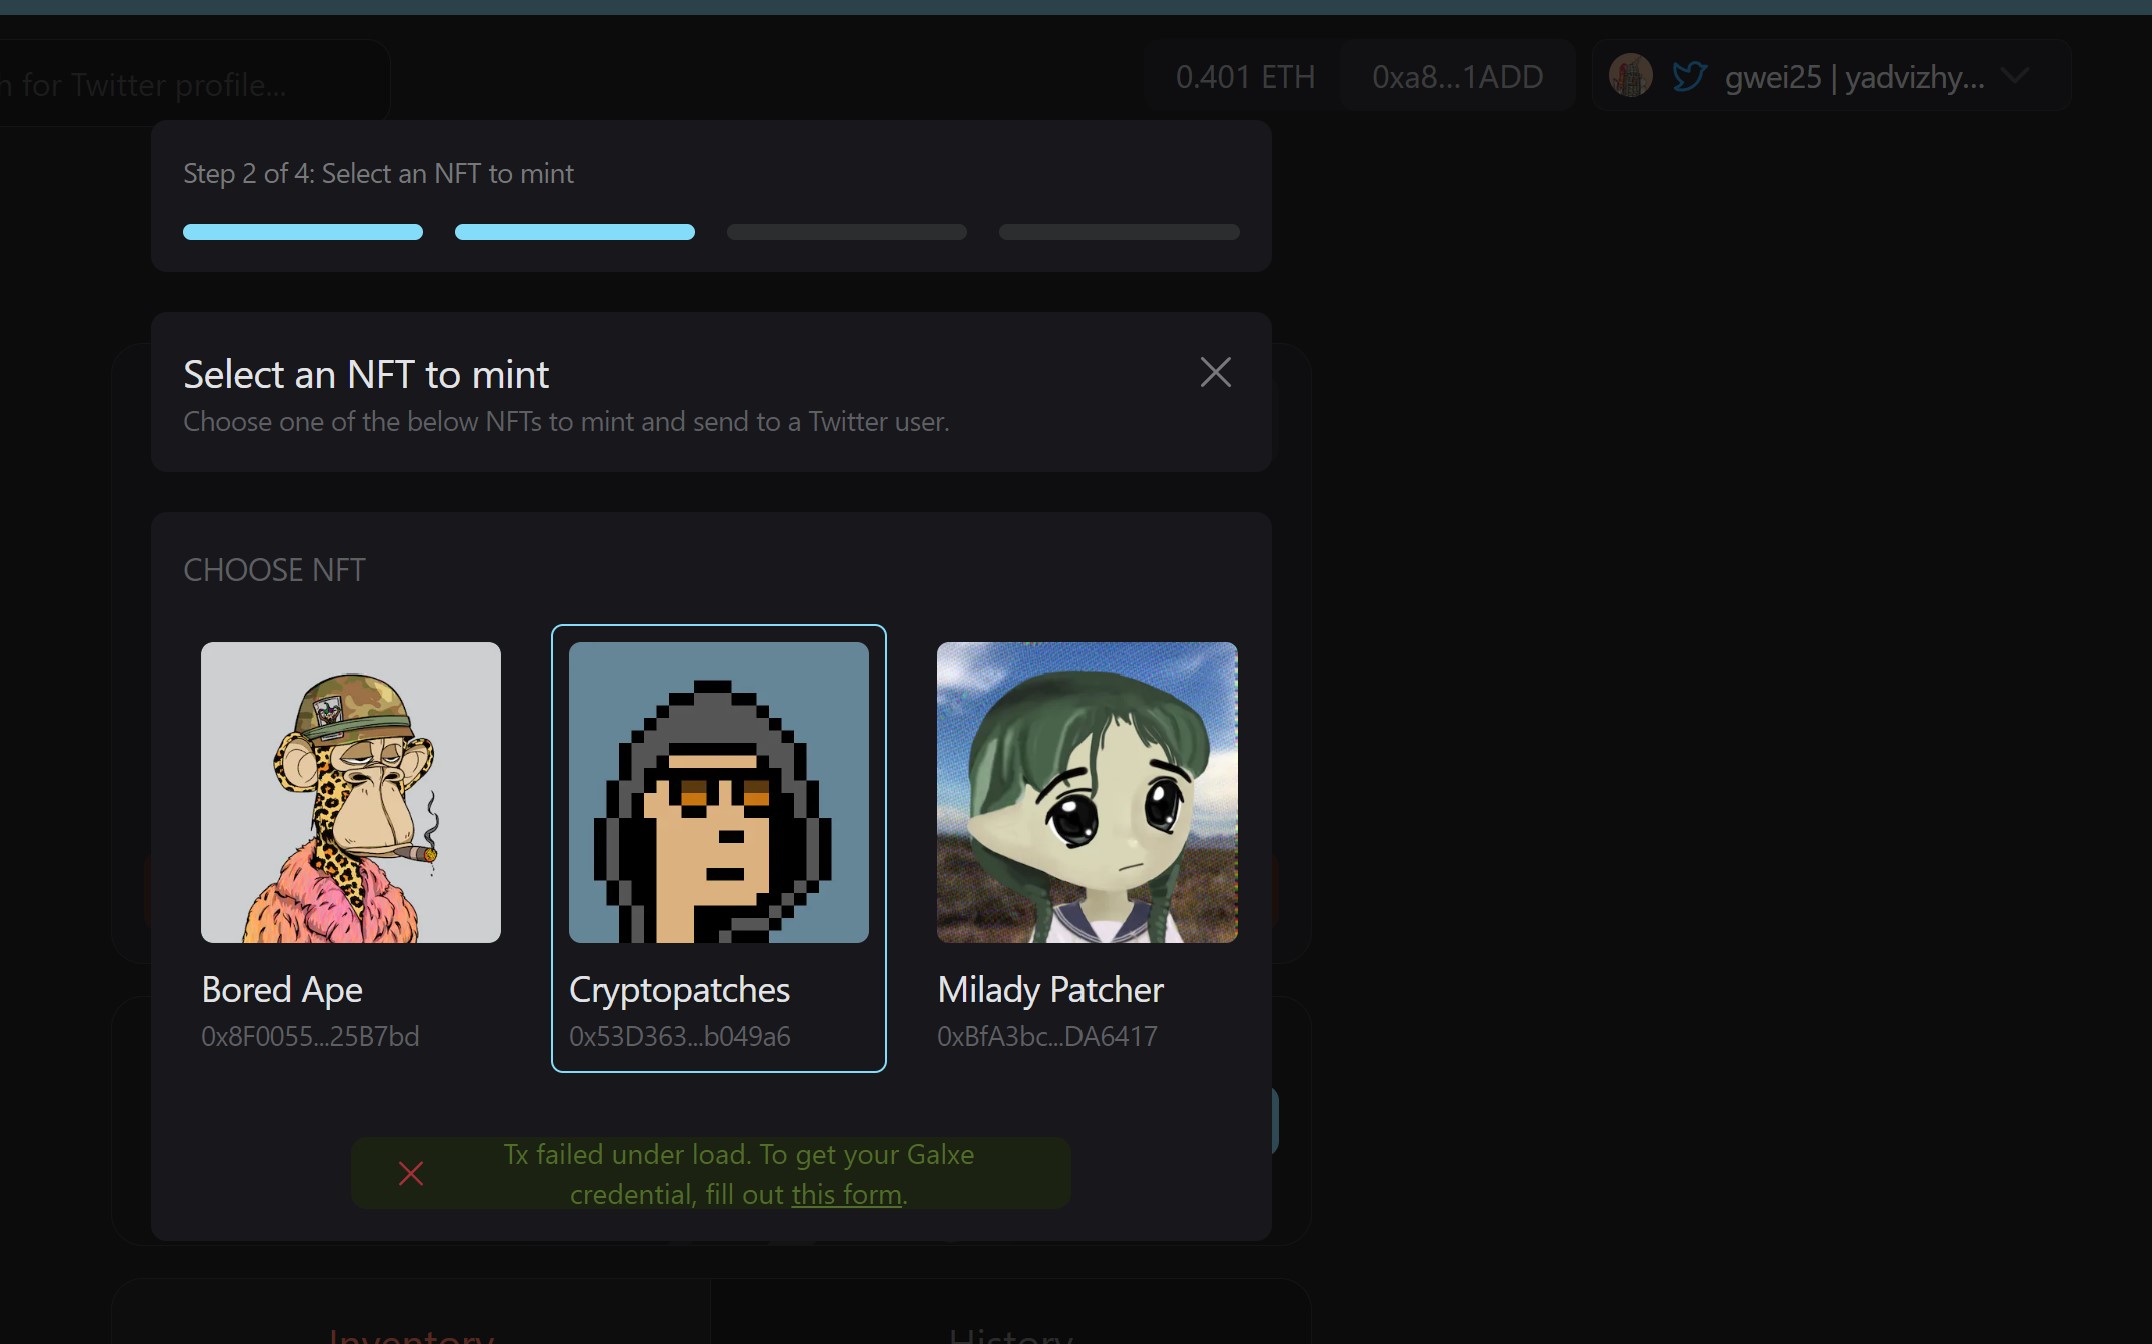 for Twitter profile...
0.401 ETH
0xa8...1ADD
gwei25 | yadvizhy...
Step 2 of 4: Select an NFT to mint
Select an NFT to mint
Choose one of the below NFTs to mint and send to a Twitter user.
CHOOSE NFT
Bored Ape
0x8F0055...25B7bd
Cryptopatches
0x53D363...b049a6
Milady Patcher
0xBfA3bc...DA6417
Tx failed under load. To get your Galxe
credential, fill out this form.
Inventory
History